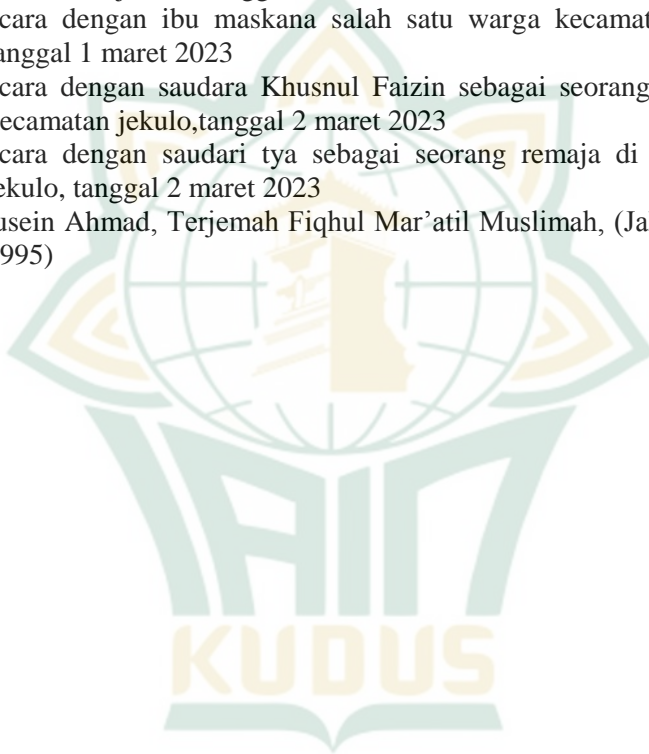 cara dengan ibu maskana salah satu warga kecamat
anggal 1 maret 2023
cara dengan saudara Khusnul Faizin sebagai seorang
ecamatan jekulo,tanggal 2 maret 2023
cara dengan saudari tya sebagai seorang remaja di
ekulo, tanggal 2 maret 2023
usein Ahmad, Terjemah Fiqhul Mar’atil Muslimah, (Ja
995)
IAIN
KUDUS